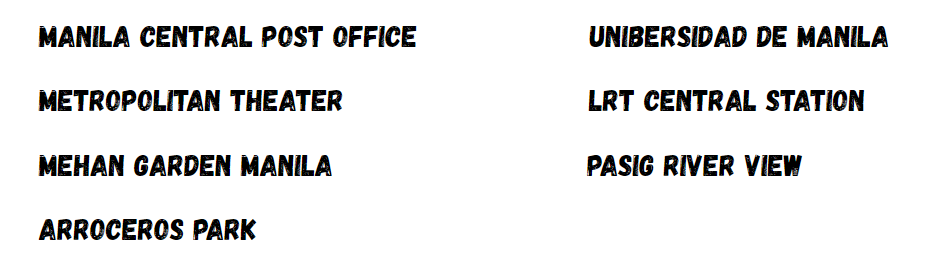 MANILA CENTRAL POST OFFICE
METROPOLITAN THEATER
MEHAN GARDEN MANILA
ARROCEROS PARK
UNIBERSIDAD DE MANILA
LRT CENTRAL STATION
PASIG RIVER VIEW